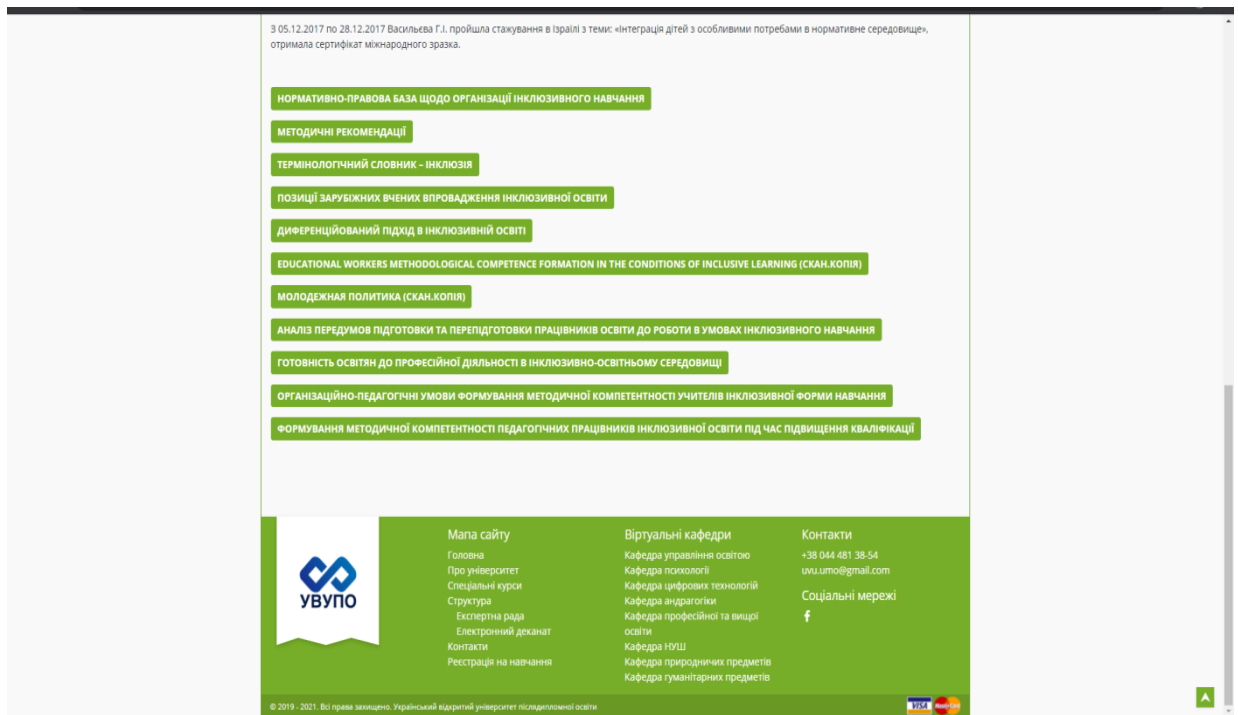 З 05.12.2017 по 28.12.2017 Васильєва Г.І. пройшла стажування в Ізраїлі з теми: «Інтеграція дітей з особливими потребами в нормативне середовище»,
отримала сертифікат міжнародного зразка.
НОРМАТИВНО-ПРАВОВА БАЗА ЩОДО ОРГАНІЗАЦІЇ ІНКЛЮЗИВНОГО НАВЧАННЯ
МЕТОДИЧНІ РЕКОМЕНДАЦІЇ
ТЕРМІНОЛОГІЧНИЙ СЛОВНИК – ІНКЛЮЗІЯ
ПОЗИЦІЇ ЗАРУБІЖНИХ ВЧЕНИХ ВПРОВАДЖЕННЯ ІНКЛЮЗИВНОЇ ОСВІТИ
ДИФЕРЕНЦІЙОВАНИЙ ПІДХІД В ІНКЛЮЗИВНІЙ ОСВІТІ
EDUCATIONAL WORKERS METHODOLOGICAL COMPETENCE FORMATION IN THE CONDITIONS OF INCLUSIVE LEARNING (СКАН.КОПІЯ)
МОЛОДЕЖНАЯ ПОЛИТИКА (СКАН.КОПІЯ)
АНАЛІЗ ПЕРЕДУМОВ ПІДГОТОВКИ ТА ПЕРЕПІДГОТОВКИ ПРАЦІВНИКІВ ОСВІТИ ДО РОБОТИ В УМОВАХ ІНКЛЮЗИВНОГО НАВЧАННЯ
ГОТОВНІСТЬ ОСВІТЯН ДО ПРОФЕСІЙНОЇ ДІЯЛЬНОСТІ В ІНКЛЮЗИВНО-ОСВІТНЬОМУ СЕРЕДОВИЩІ
ОРГАНІЗАЦІЙНО-ПЕДАГОГІЧНІ УМОВИ ФОРМУВАННЯ МЕТОДИЧНОЇ КОМПЕТЕНТНОСТІ УЧИТЕЛІВ ІНКЛЮЗИВНОЇ ФОРМИ НАВЧАННЯ
ФОРМУВАННЯ МЕТОДИЧНОЇ КОМПЕТЕНТНОСТІ ПЕДАГОГІЧНИХ ПРАЦІВНИКІВ ІНКЛЮЗИВНОЇ ОСВІТИ ПІД ЧАС ПІДВИЩЕННЯ КВАЛІФІКАЦІЇ
УВУПО
Мапа сайту
Головна
Про університет
Спеціальні курси
Структура
Експертна рада
Електронний деканат
Контакти
Реєстрація на навчання
Віртуальні кафедри
Кафедра управління освітою
Кафедра психології
Кафедра цифрових технологій
Кафедра андрагогіки
Кафедра професійної та вищої
освіти
Кафедра НУШ
Кафедра природничих предметів
Кафедра гуманітарних предметів
Контакти
+38 044 481 38-54
uvu.umo@gmail.com
Соціальні мережі
© 2019 - 2021. Всі права захищено. Український відкритий університет післядипломної освіти
VISA MasterCard